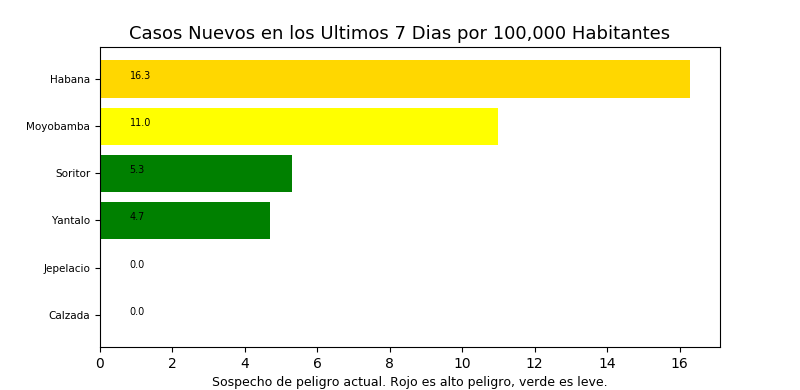 Casos Nuevos en los Ultimos 7 Dias por 100,000 Habitantes
Habana 16.3
Moyobamba 11.0
Soritor 5.3
Yantalo 4.7
Jepelacio 0.0
Calzada 0.0
0 2 4 6 8 10 12 14 16
Sospecho de peligro actual. Rojo es alto peligro, verde es leve.